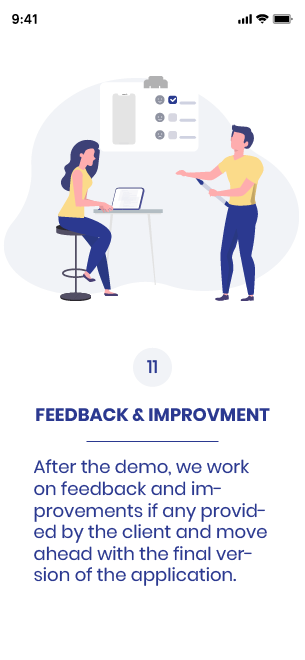 9:41
11
FEEDBACK & IMPROVMENT
After the demo, we work
on feedback and im-
provements if any provid-
ed by the client and move
ahead with the final ver-
sion of the application.